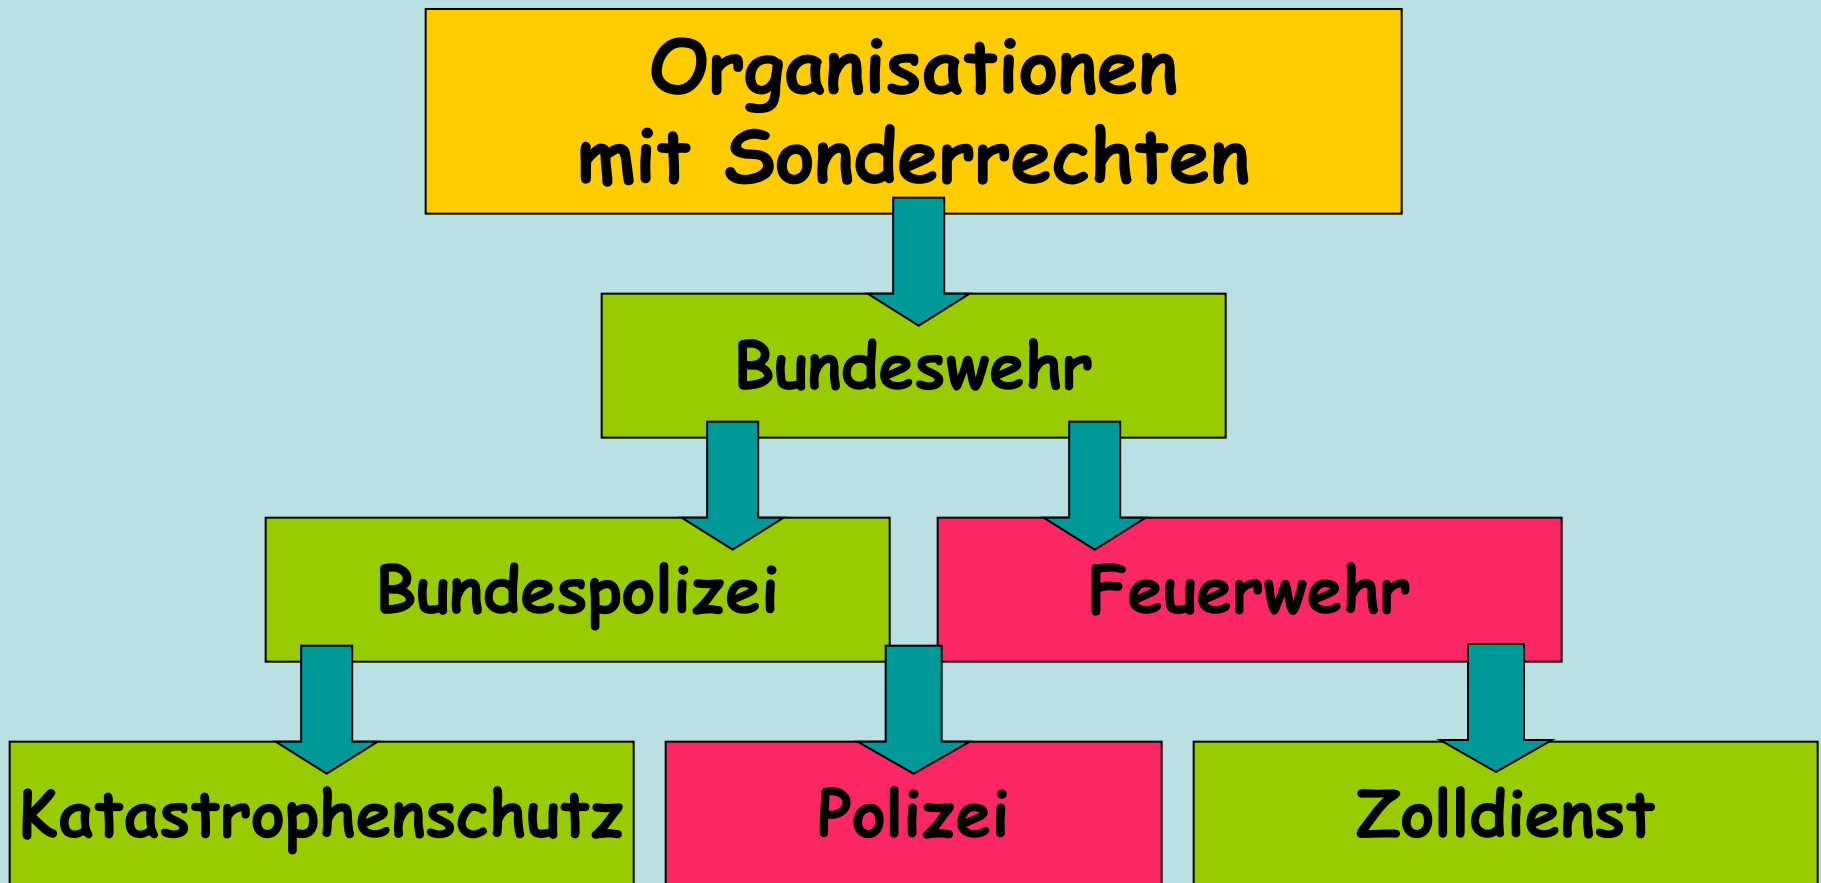 Organisationen
mit Sonderrechten
Bundeswehr
Bundespolizei
Feuerwehr
Katastrophenschutz
Polizei
Zolldienst